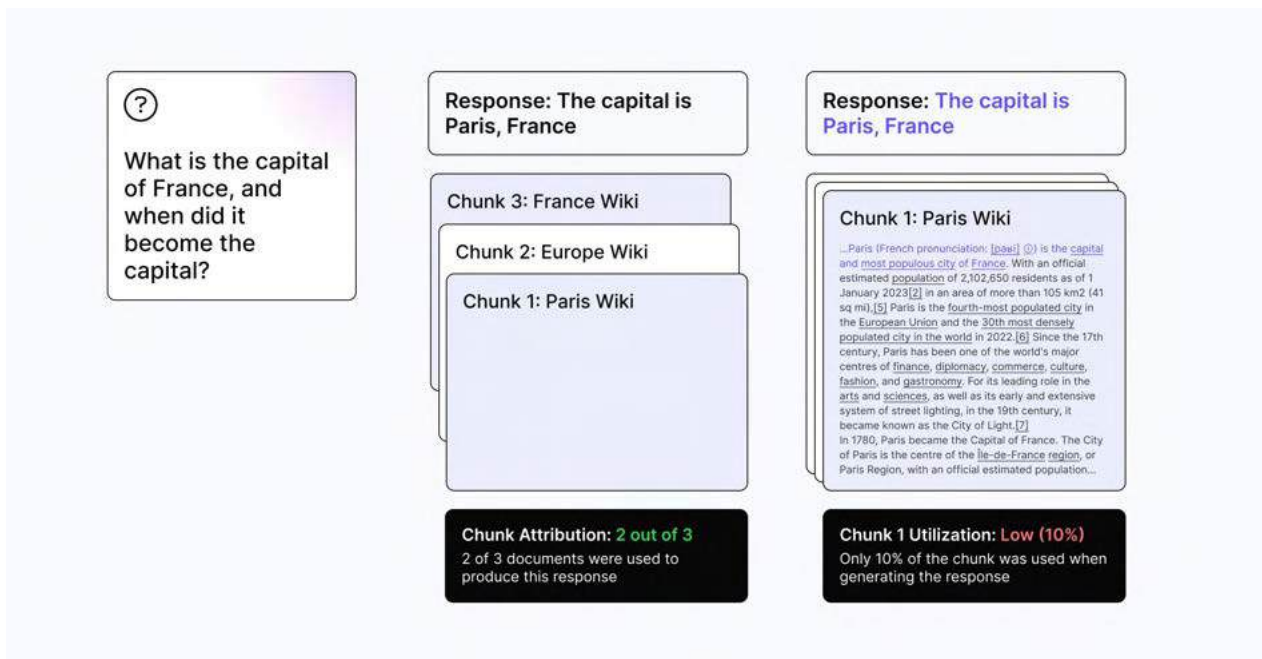 ?
What is the capital
of France, and
when did it
become the
capital?
Response: The capital is
Paris, France
Chunk 3: France Wiki
Chunk 2: Europe Wiki
Chunk 1: Paris Wiki
Chunk Attribution: 2 out of 3
2 of 3 documents were used to
produce this response
Response: The capital is
Paris, France
Chunk 1: Paris Wiki
...Paris (French pronunciation: [paʁi] ⓘ) is the capital
and most populous city of France. With an official
estimated population of 2,102,650 residents as of 1
January 2023[2] in an area of more than 105 km2 (41
sq mi),[5] Paris is the fourth-most populated city in
the European Union and the 30th most densely
populated city in the world in 2022.[6] Since the 17th
century, Paris has been one of the world's major
centres of finance, diplomacy, commerce, culture,
fashion, and gastronomy. For its leading role in the
arts and sciences, as well as its early and extensive
system of street lighting, in the 19th century, it
became known as the City of Light.[7]
In 1780, Paris became the Capital of France. The City
of Paris is the centre of the Île-de-France region, or
Paris Region, with an official estimated population...
Chunk 1 Utilization: Low (10%)
Only 10% of the chunk was used when
generating the response